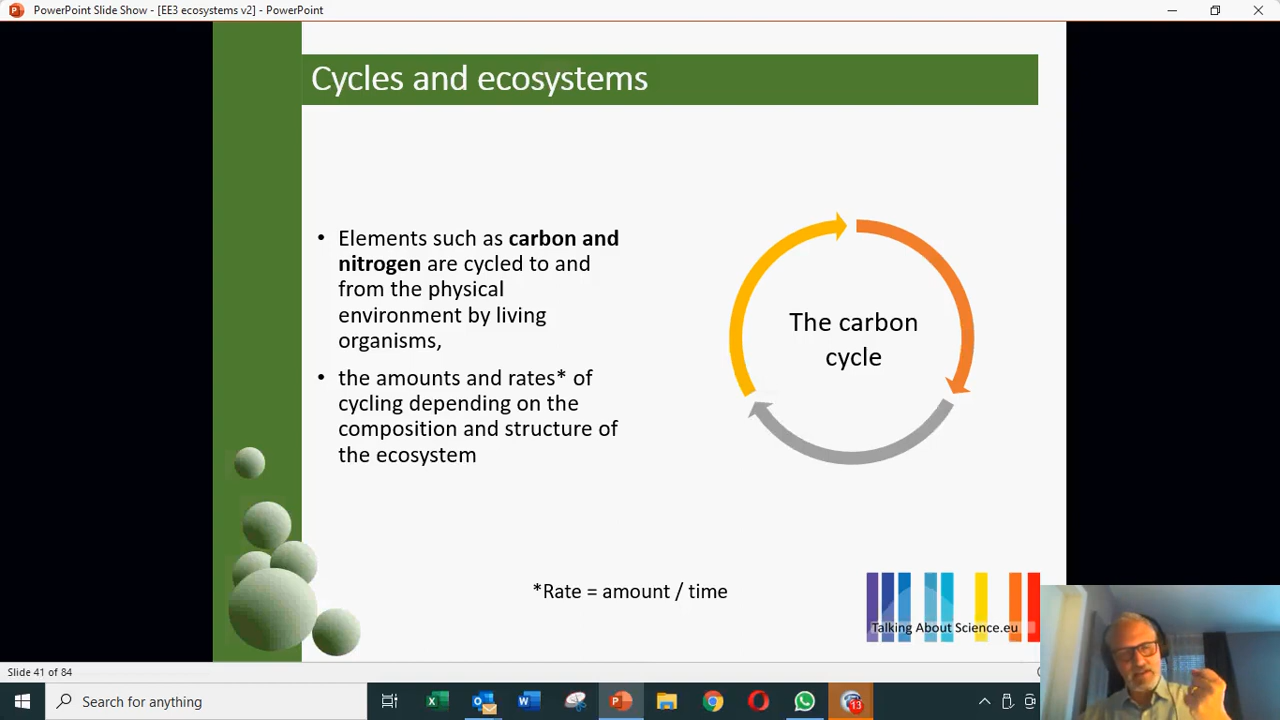 PowerPoint Slide Show - [EE3 ecosystems v2] - PowerPoint
Cycles and ecosystems
• Elements such as carbon and
nitrogen are cycled to and
from the physical
environment by living
organisms,
• the amounts and rates* of
cycling depending on the
composition and structure of
the ecosystem
The carbon
cycle
*Rate = amount / time
Talking About Science.eu
Slide 41 of 84
Search for anything
13